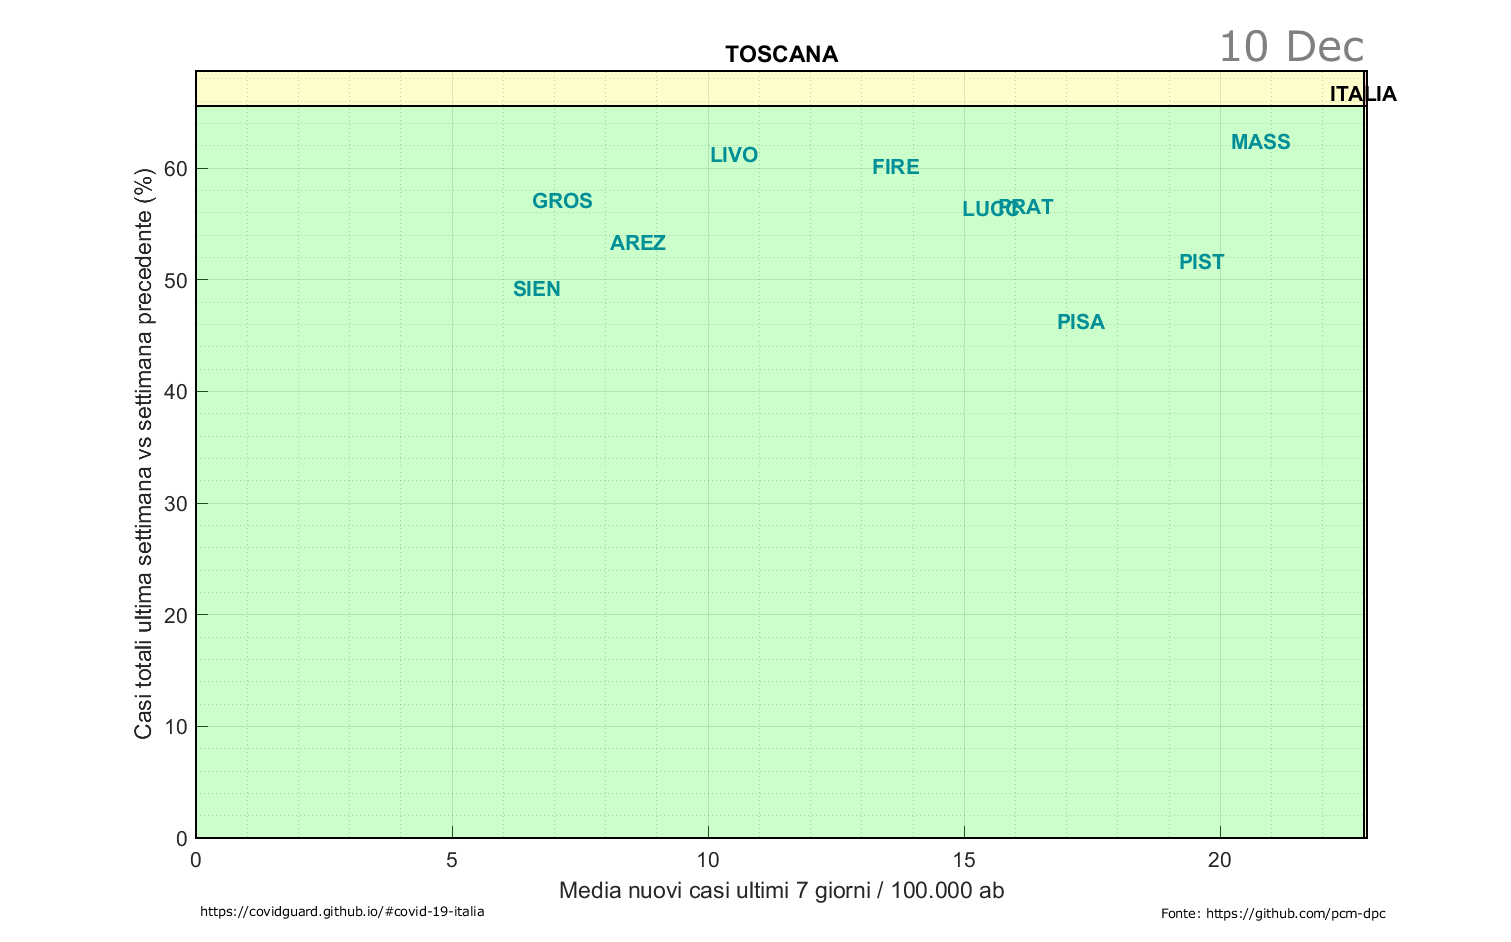 10 Dec
TOSCANA
ITALIA
MASS
LIVO
FIRE
GROS
LUCC
PRAT
AREZ
PIST
SIEN
PISA
Casi totali ultima settimana vs settimana precedente (%)
60
50
40
30
20
10
0
0 5 10 15 20
Media nuovi casi ultimi 7 giorni / 100.000 ab
https://covidguard.github.io/#covid-19-italia
Fonte: https://github.com/pcm-dpc